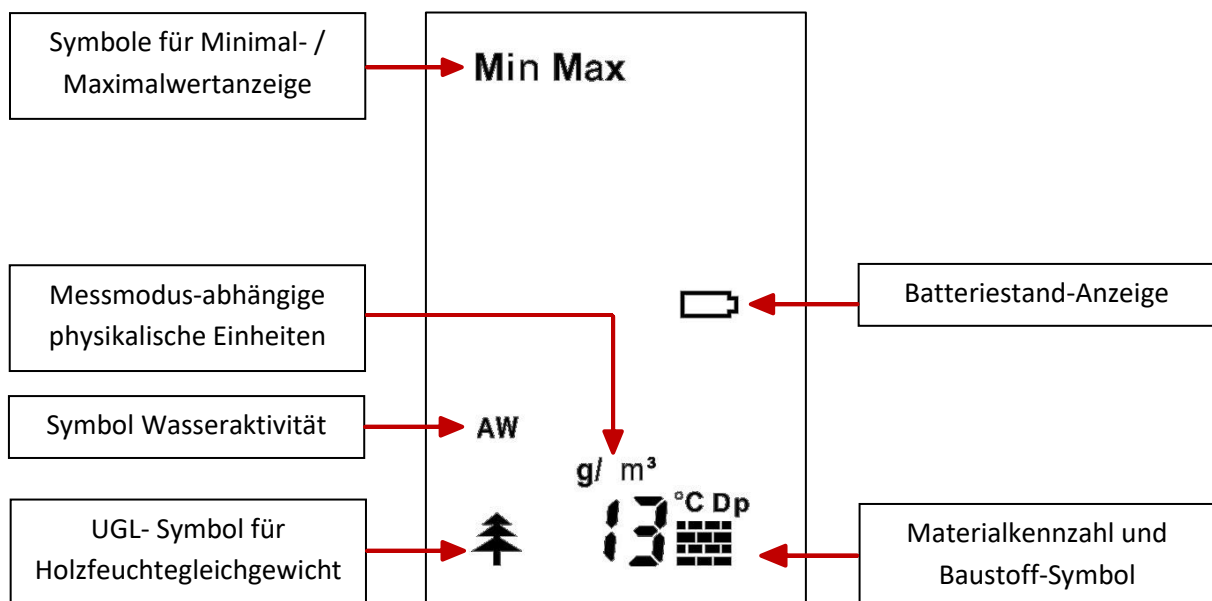 Symbole für Minimal- /
Maximalwertanzeige
Min Max
Messmodus-abhängige
physikalische Einheiten
Batteriestand-Anzeige
Symbol Wasseraktivität
AW
g/ m³
°C Dp
13
UGL- Symbol für
Holzfeuchtegleichgewicht
Materialkennzahl und
Baustoff-Symbol